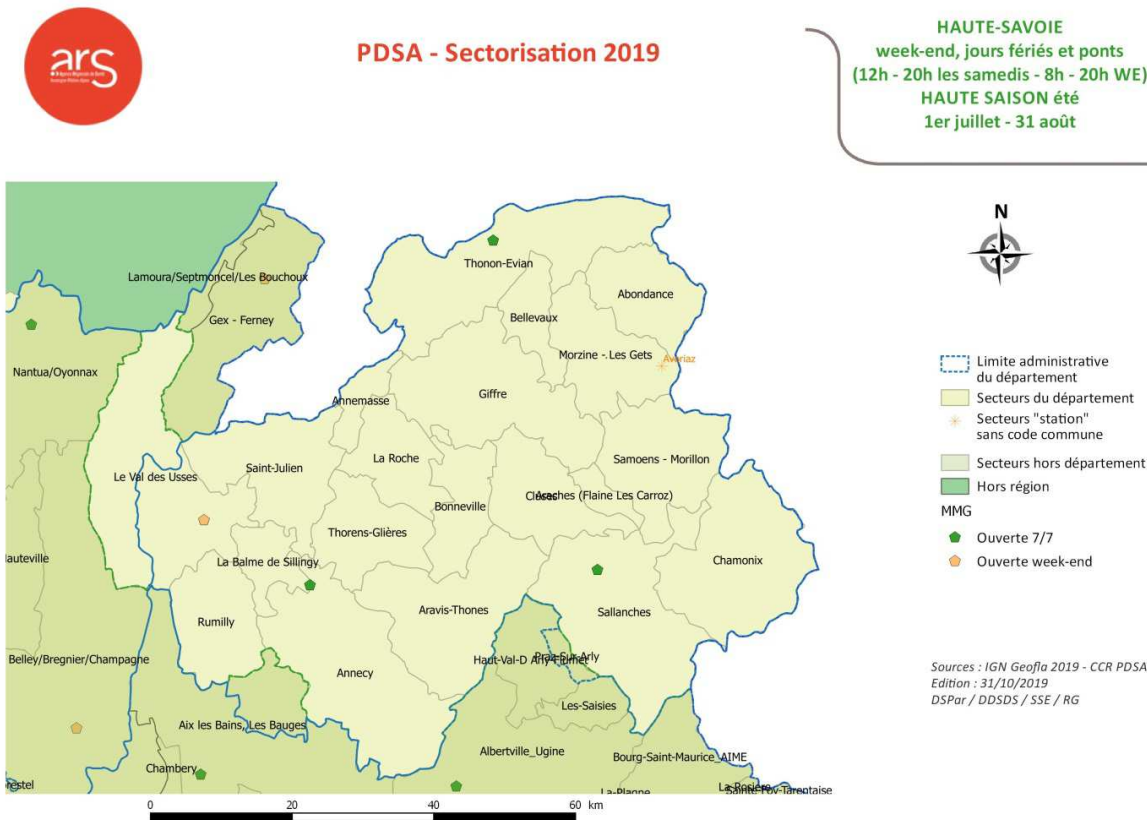 ars
PDSA - Sectorisation 2019
HAUTE-SAVOIE
week-end, jours fériés et ponts
(12h - 20h les samedis - 8h - 20h WE)
HAUTE SAISON été
1er juillet - 31 août
N
Thonon-Evian
Lamoura/Septmoncel/Les Bouchoux
Abondance
Gex - Ferney
Bellevaux
Morzine - Les Gets
Avoriaz
Nantua/Oyonnax
Giffre
Annemasse
La Roche
Samoens - Morillon
Saint-Julien
Le Val des Usses
Cluses
Araches (Flaine Les Carroz)
Bonneville
Thorens-Glières
Chamonix
La Balme de Sillingy
auteville
Aravis-Thones
Sallanches
Rumilly
Belley/Bregnier/Champagne
Haut-Val-D Arly-Flumet
Praz-Sur-Arly
Annecy
Les-Saisies
Aix les Bains, Les Bauges
Albertville_Ugine
Bourg-Saint-Maurice_AIME
Chambery
restel
La-Plagne
La-Rosière
Sainte-Foy-Tarentaise
Limite administrative
du département
Secteurs du département
Secteurs "station"
sans code commune
Secteurs hors département
Hors région
MMG
Ouverte 7/7
Ouverte week-end
Sources : IGN Geofla 2019 - CCR PDSA
Edition : 31/10/2019
DSPar / DDSDS / SSE / RG
0 20 40 60 km